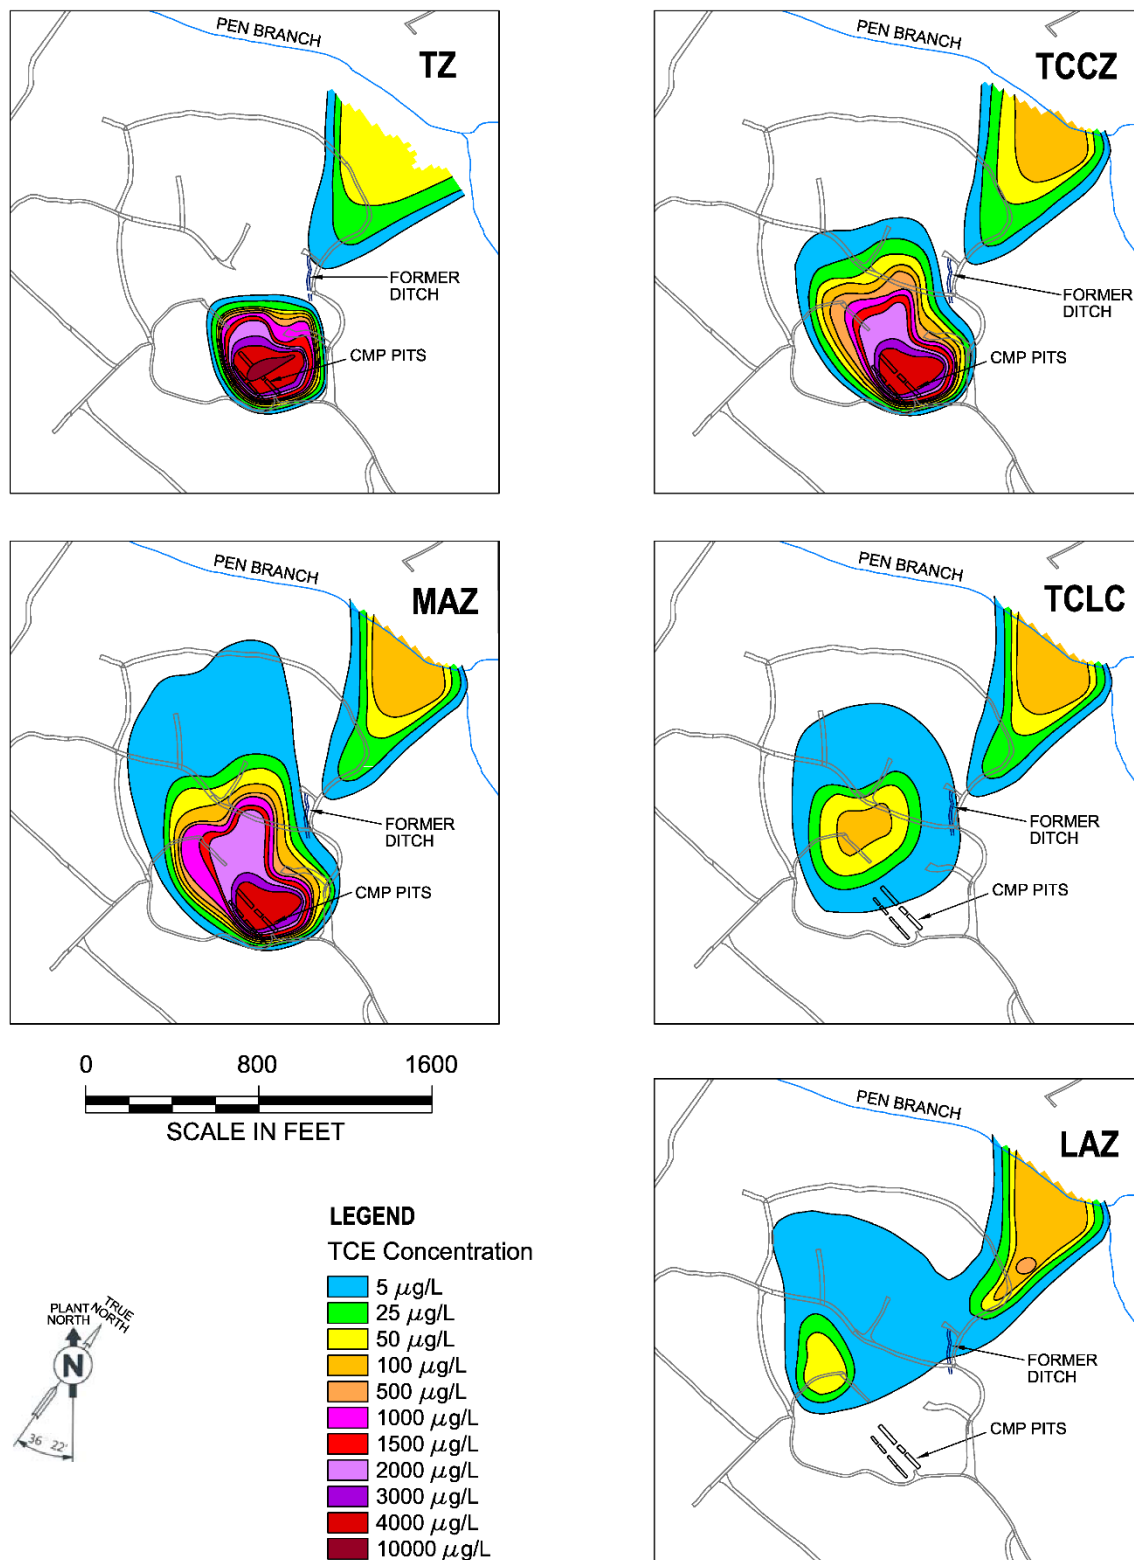 PEN BRANCH
TZ
FORMER
DITCH
CMP PITS
PEN BRANCH
TCCZ
FORMER
DITCH
CMP PITS
PEN BRANCH
MAZ
FORMER
DITCH
CMP PITS
PEN BRANCH
TCLC
FORMER
DITCH
CMP PITS
0 800 1600
SCALE IN FEET
PEN BRANCH
LAZ
FORMER
DITCH
CMP PITS
LEGEND
TCE Concentration
5 μg/L
25 μg/L
50 μg/L
100 μg/L
500 μg/L
1000 μg/L
1500 μg/L
2000 μg/L
3000 μg/L
4000 μg/L
10000 μg/L
PLANT
NORTH
TRUE
NORTH
N
36° 22'